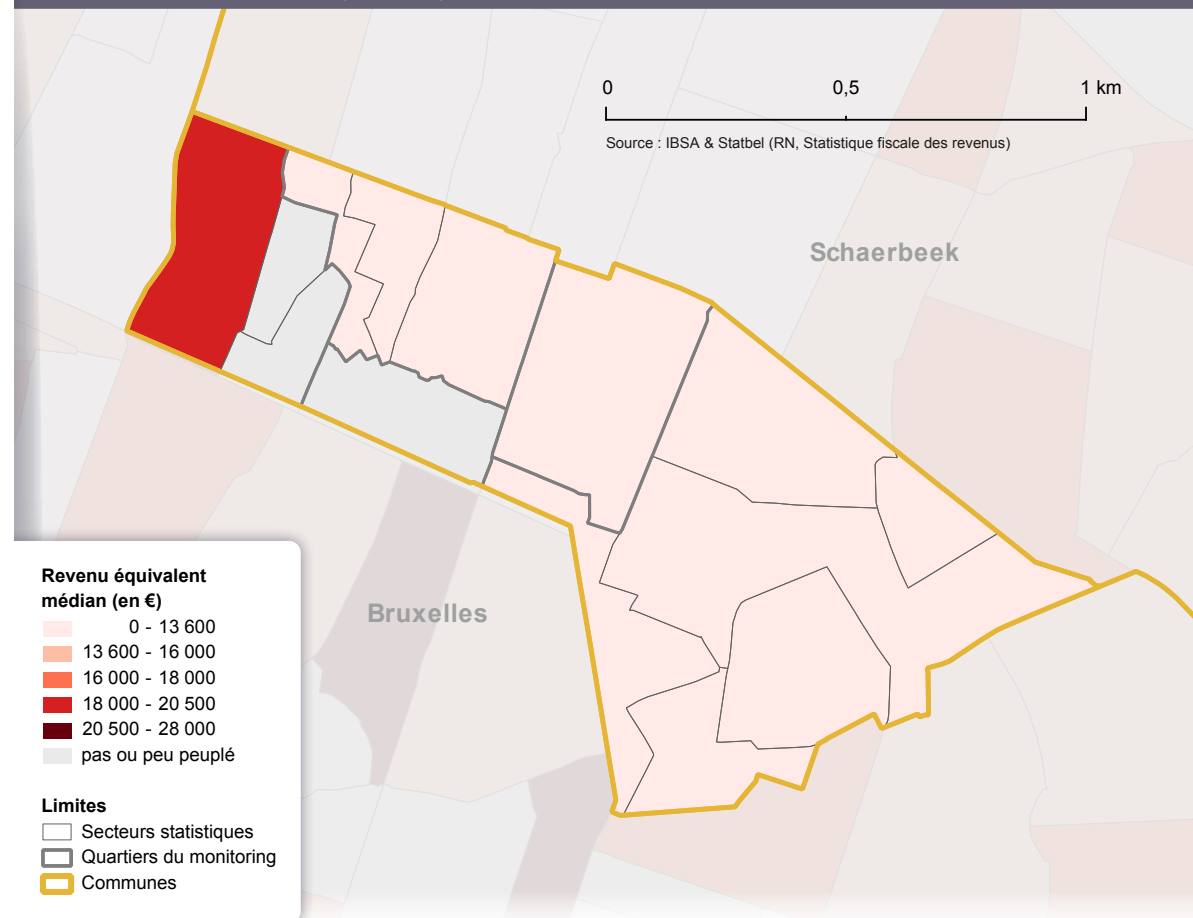 0 0,5 1 km
Source : IBSA & Statbel (RN, Statistique fiscale des revenus)
Schaerbeek
Bruxelles
Revenu équivalent
médian (en €)
0 - 13 600
13 600 - 16 000
16 000 - 18 000
18 000 - 20 500
20 500 - 28 000
pas ou peu peuplé
Limites
Secteurs statistiques
Quartiers du monitoring
Communes